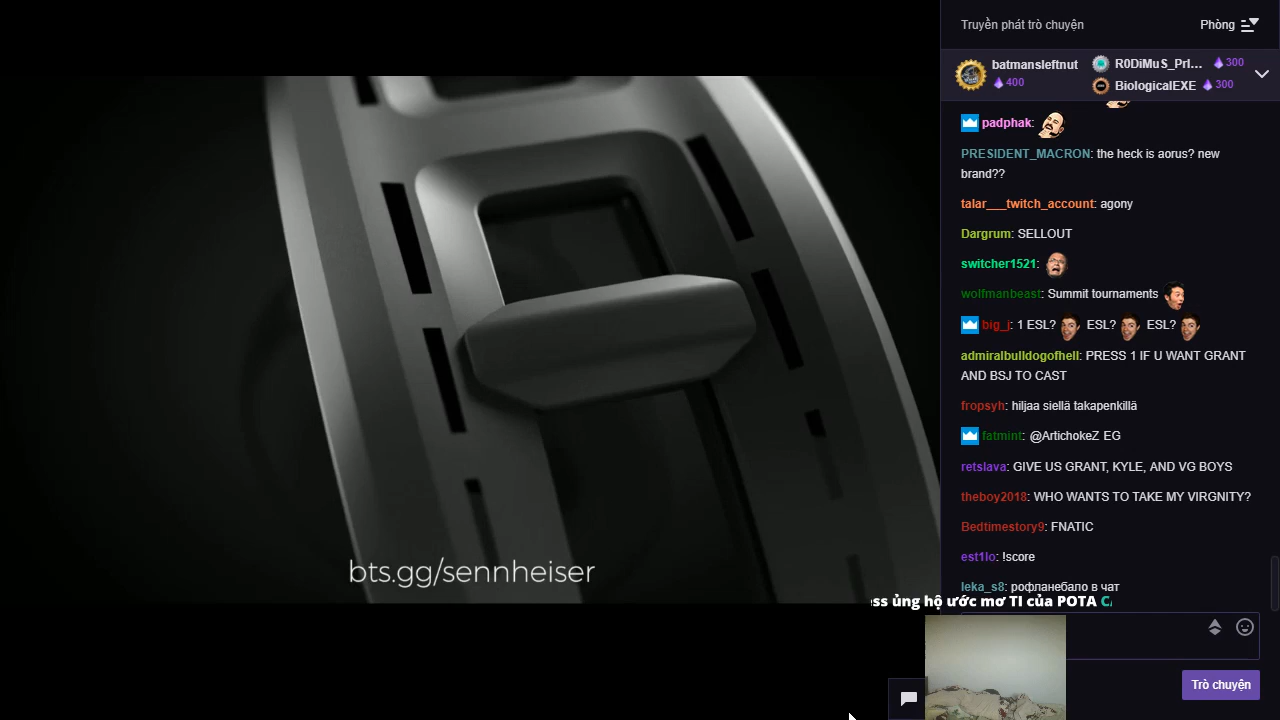 Truyền phát trò chuyện
Phòng
batmansleftnut
400
R0DiMuS_PrI...
300
BiologicalEXE
300
padphak:
PRESIDENT_MACRON: the heck is aorus? new
brand??
talar___twitch_account: agony
Dargrum: SELLOUT
switcher1521:
wolfmanbeast: Summit tournaments
big_j: 1 ESL? ESL? ESL?
admiralbulldogofhell: PRESS 1 IF U WANT GRANT
AND BSJ TO CAST
fropsyh: hiljaa siellä takapenkillä
fatmint: @ArtichokeZ EG
retslava: GIVE US GRANT, KYLE, AND VG BOYS
theboy2018: WHO WANTS TO TAKE MY VIRGNITY?
Bedtimestory9: FNATIC
est1lo: !score
leka_s8: рофланебало в чат
bts.gg/sennheiser
ss ủng hộ ước mơ TI của POTA
Trò chuyện